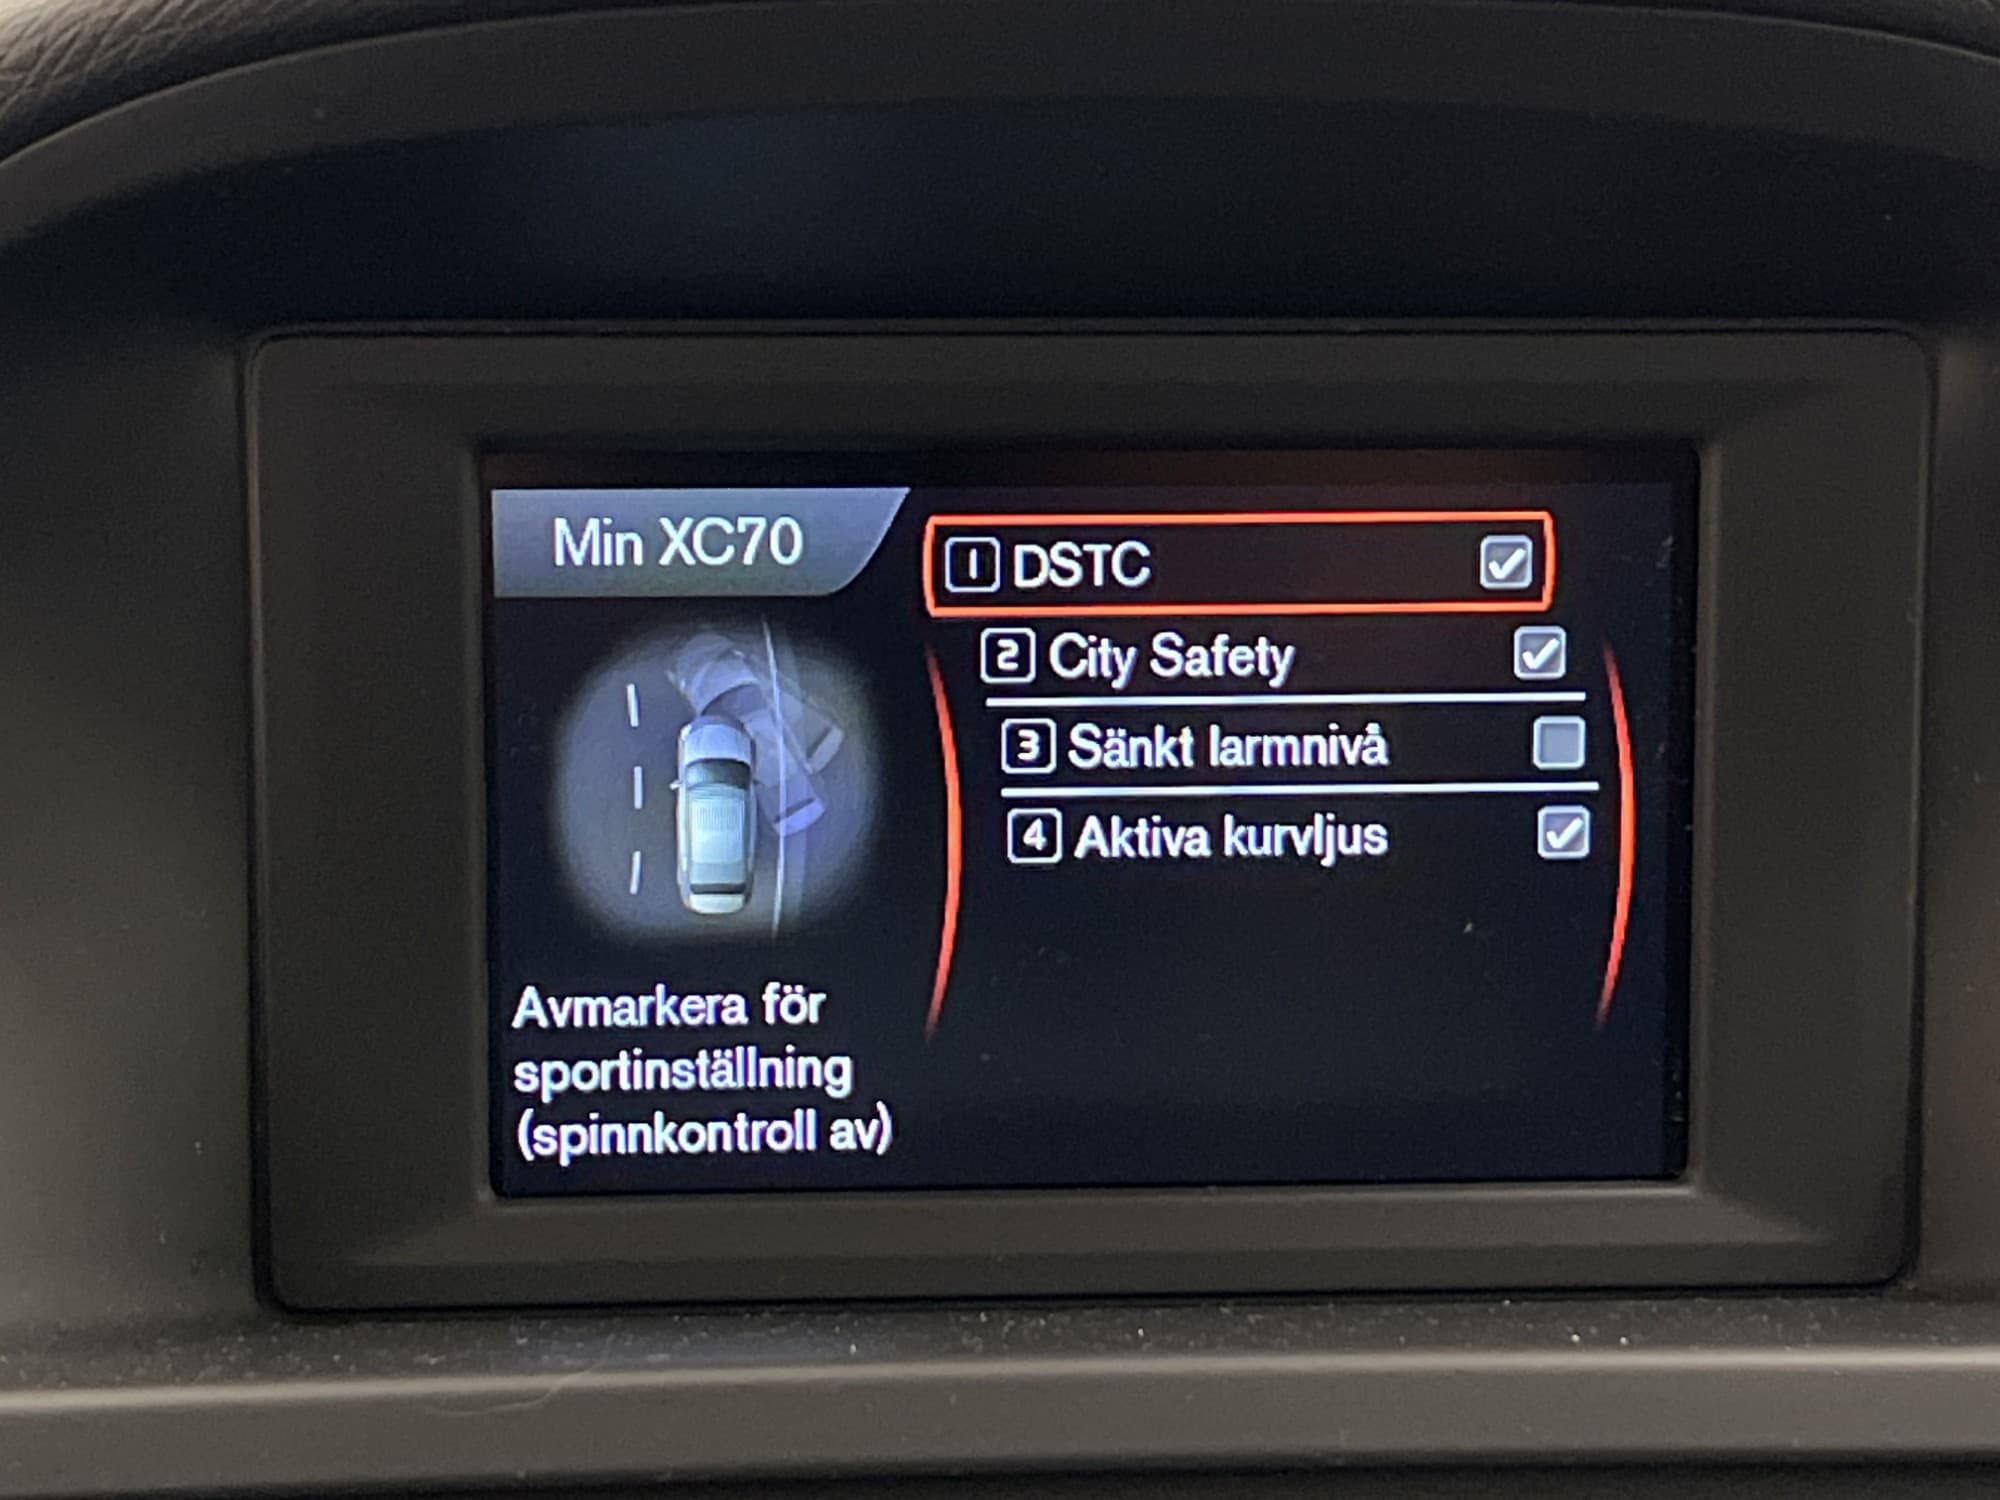 Min XC70
1 DSTC
2 City Safety
3 Sänkt larmnivå
4 Aktiva kurvljus
Avmarkera för
sportinställning
(spinnkontroll av)